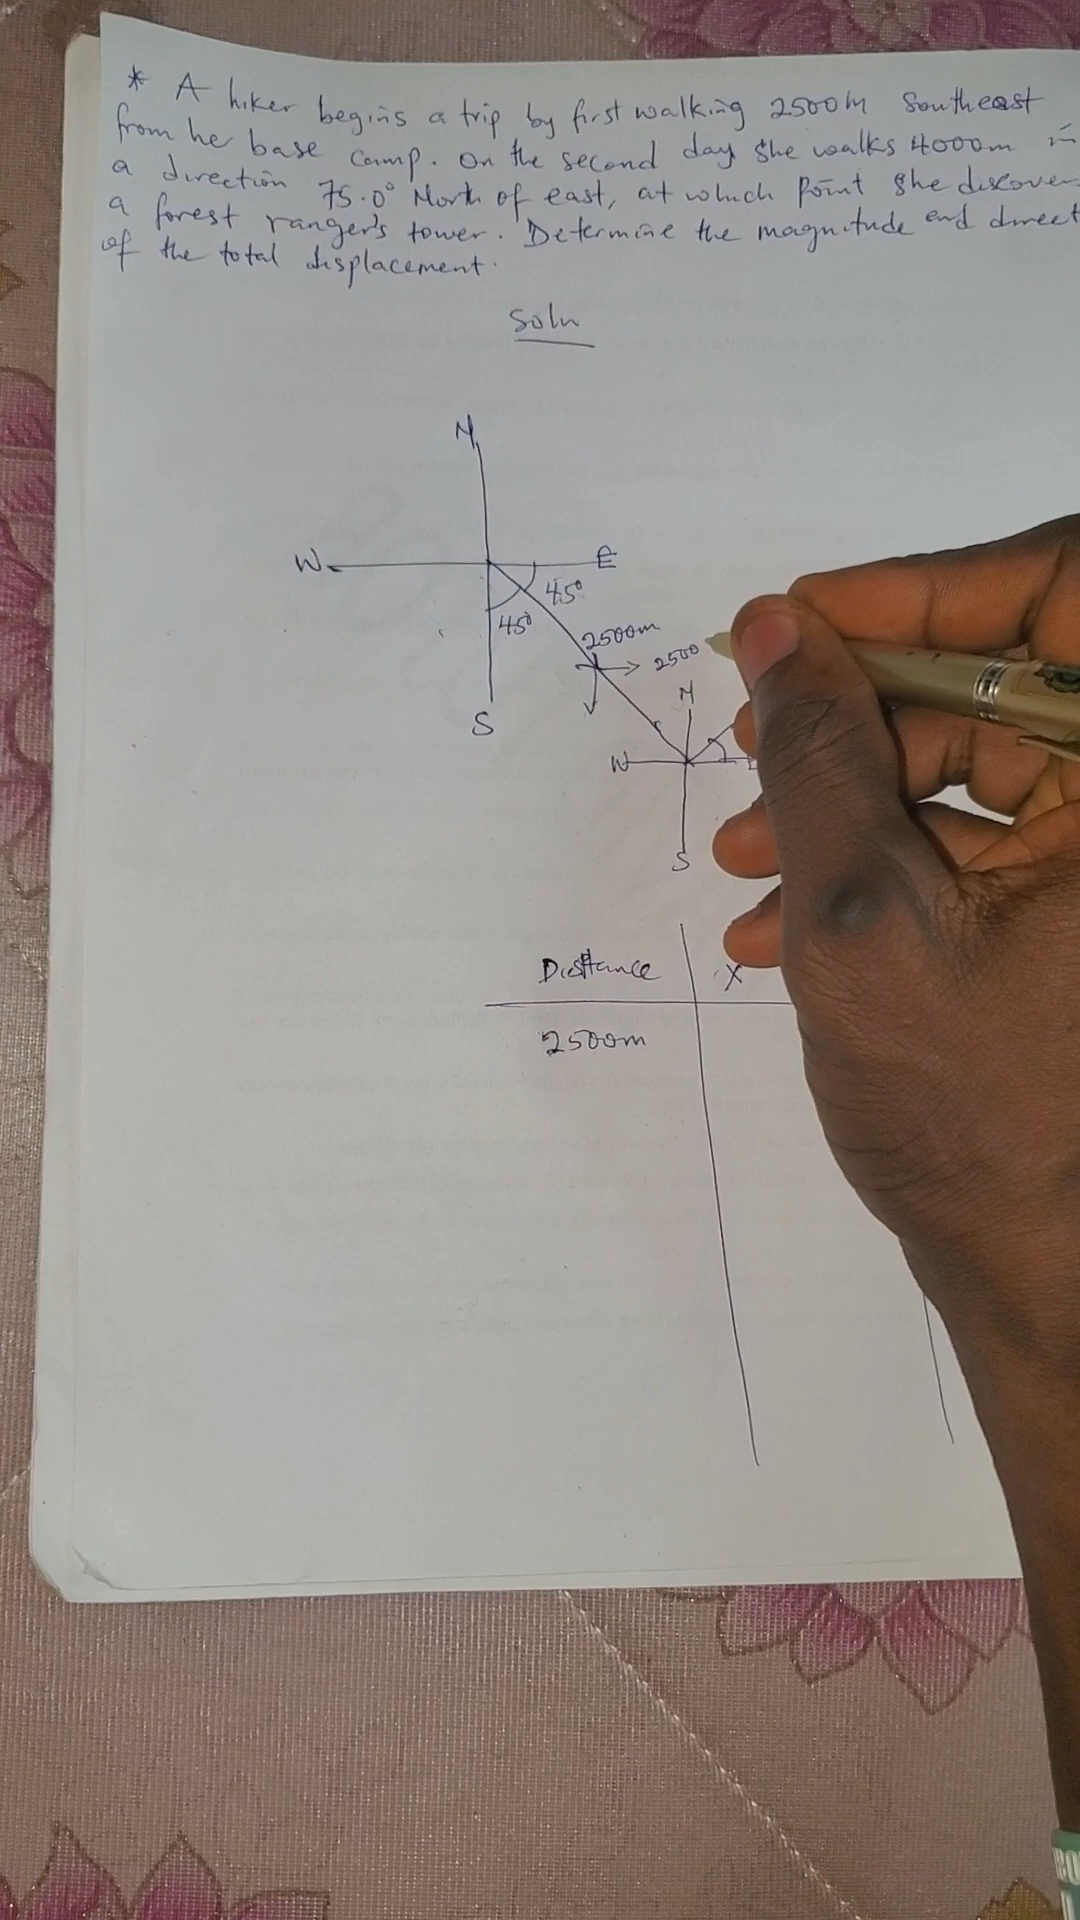 * A hiker begins a trip by first walking 2500m Southeast
from her base camp. On the second day she walks 4000m in
a direction 75.0° North of east, at which point she discover
a forest ranger's tower. Determine the magnitude and direct
of the total displacement.
Soln
N
W E
45°
45°
2500m
2500
S
N
W E
S
Distance X
2500m